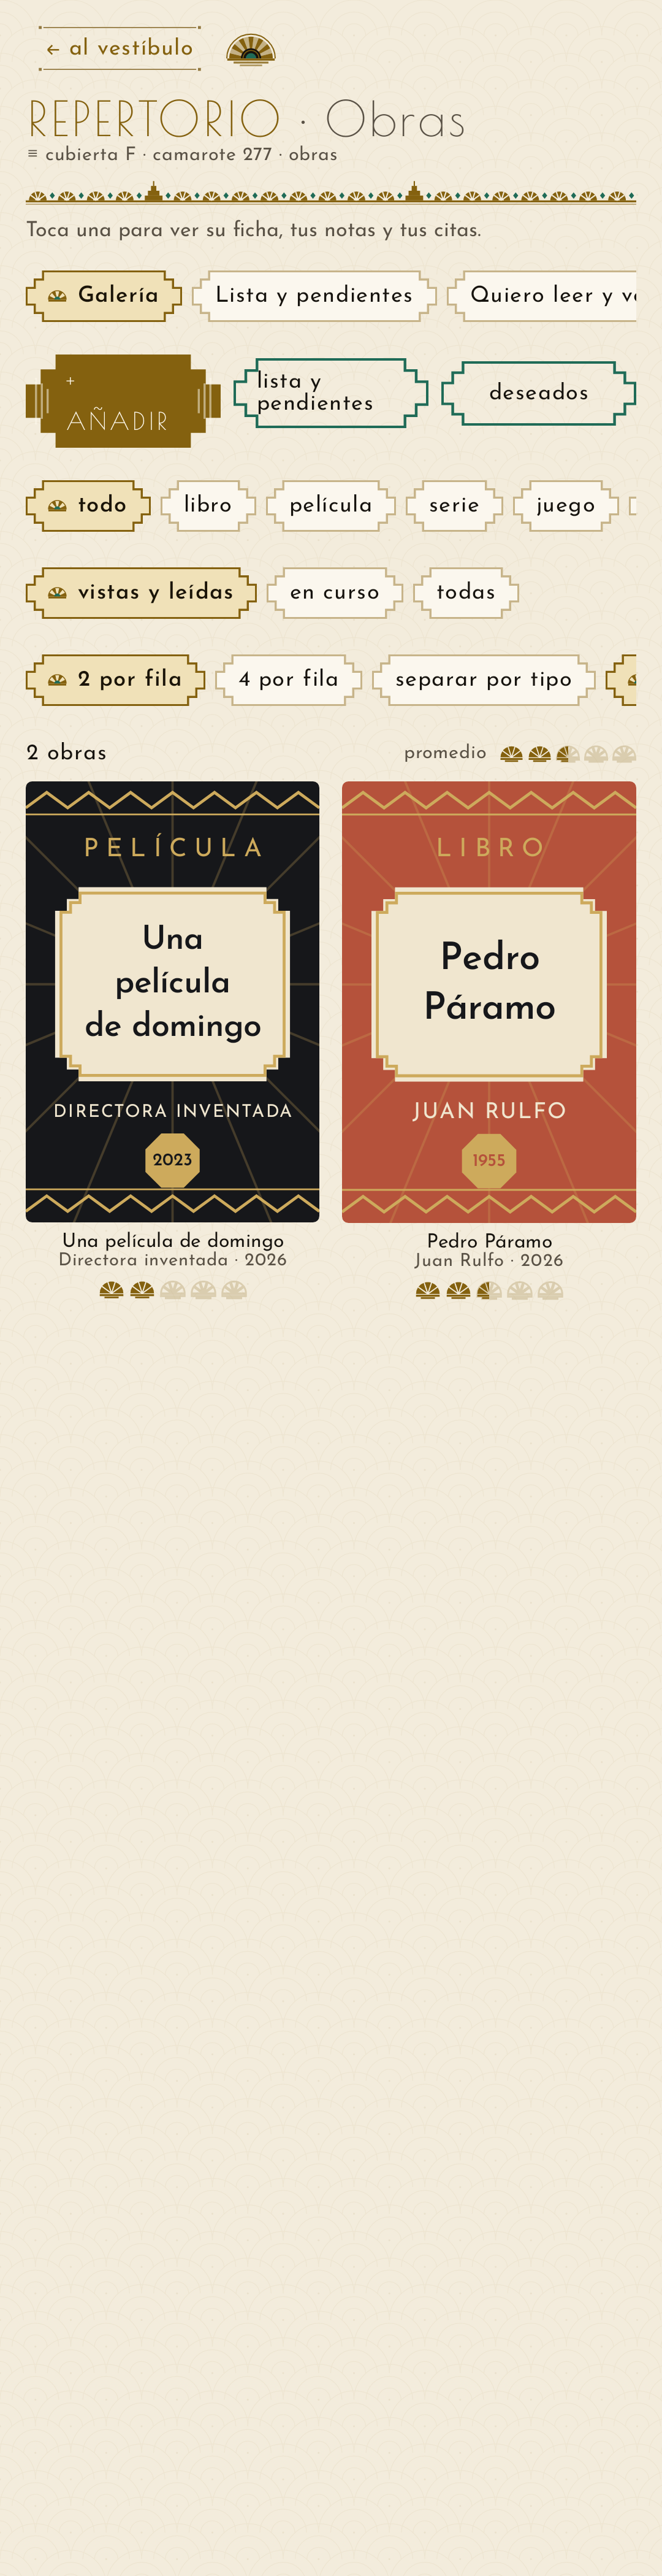 ← al vestíbulo
REPERTORIO · Obras
≡ cubierta F · camarote 277 · obras
Toca una para ver su ficha, tus notas y tus citas.
Galería
Lista y pendientes
Quiero leer y
+
AÑADIR
lista y
pendientes
deseados
todo
libro
película
serie
juego
vistas y leídas
en curso
todas
2 por fila
4 por fila
separar por tipo
2 obras
promedio
PELÍCULA
Una
película
de domingo
DIRECTORA INVENTADA
2023
Una película de domingo
Directora inventada · 2026
LIBRO
Pedro
Páramo
JUAN RULFO
1955
Pedro Páramo
Juan Rulfo · 2026